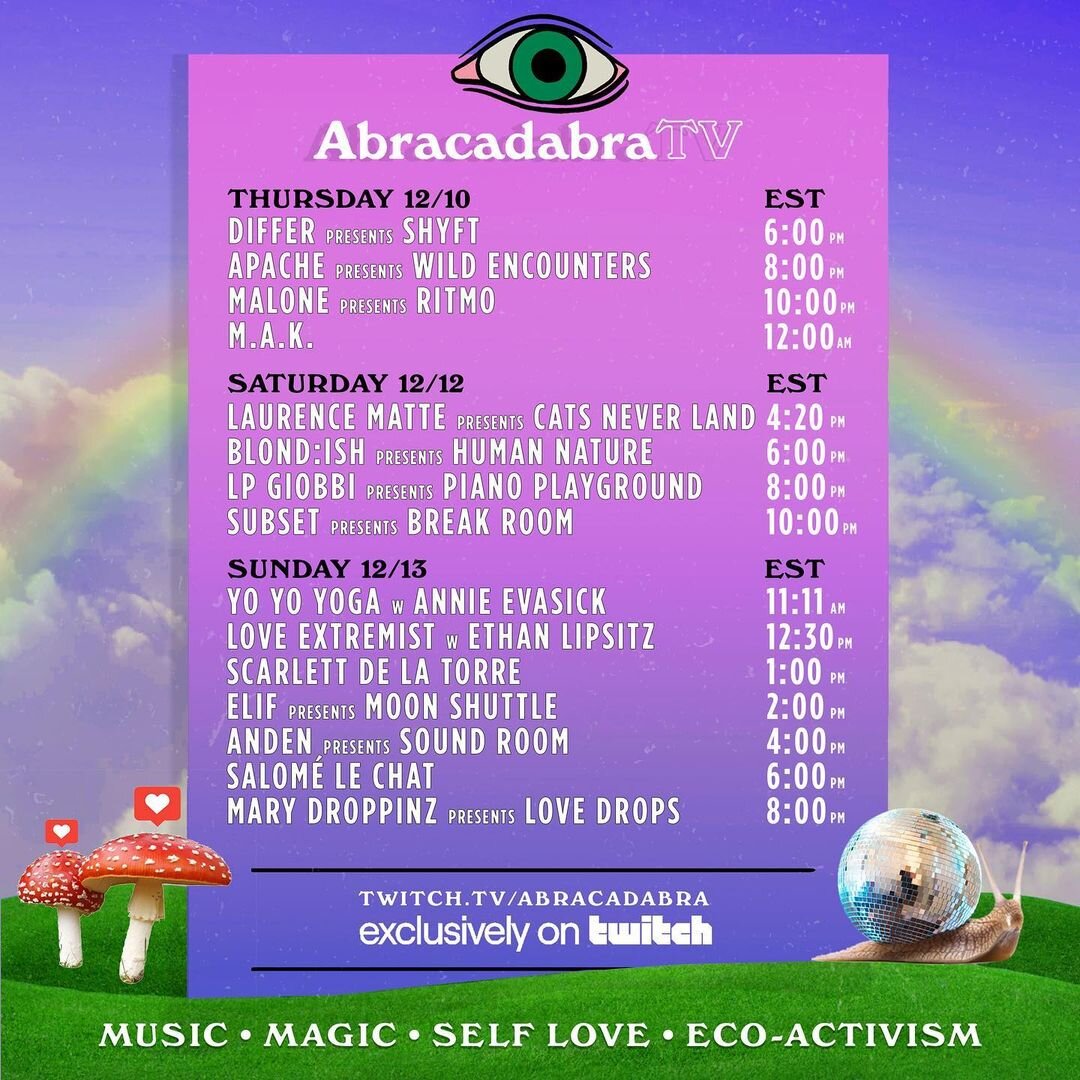 AbracadabraTV
THURSDAY 12/10 EST
DIFFER PRESENTS SHYFT 6:00 PM
APACHE PRESENTS WILD ENCOUNTERS 8:00 PM
MALONE PRESENTS RITMO 10:00 PM
M.A.K. 12:00 AM
SATURDAY 12/12 EST
LAURENCE MATTE PRESENTS CATS NEVER LAND 4:20 PM
BLOND:ISH PRESENTS HUMAN NATURE 6:00 PM
LP GIOBBI PRESENTS PIANO PLAYGROUND 8:00 PM
SUBSET PRESENTS BREAK ROOM 10:00 PM
SUNDAY 12/13 EST
YO YO YOGA W ANNIE EVASICK 11:11 AM
LOVE EXTREMIST W ETHAN LIPSITZ 12:30 PM
SCARLETT DE LA TORRE 1:00 PM
ELIF PRESENTS MOON SHUTTLE 2:00 PM
ANDEN PRESENTS SOUND ROOM 4:00 PM
SALOMÉ LE CHAT 6:00 PM
MARY DROPPINZ PRESENTS LOVE DROPS 8:00 PM
TWITCH.TV/ABRACADABRA
exclusively on twitch
MUSIC • MAGIC • SELF LOVE • ECO-ACTIVISM